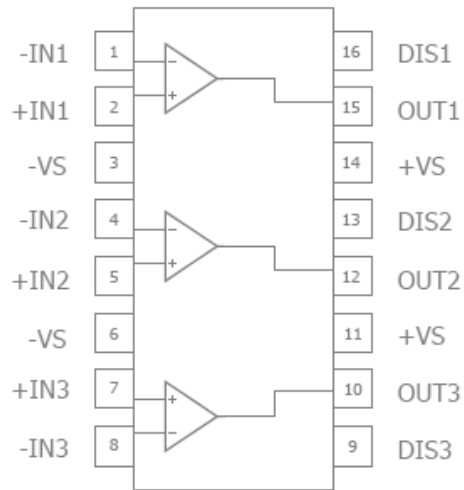 -IN1 1 16 DIS1
+IN1 2 15 OUT1
-VS 3 14 +VS
-IN2 4 13 DIS2
+IN2 5 12 OUT2
-VS 6 11 +VS
+IN3 7 10 OUT3
-IN3 8 9 DIS3